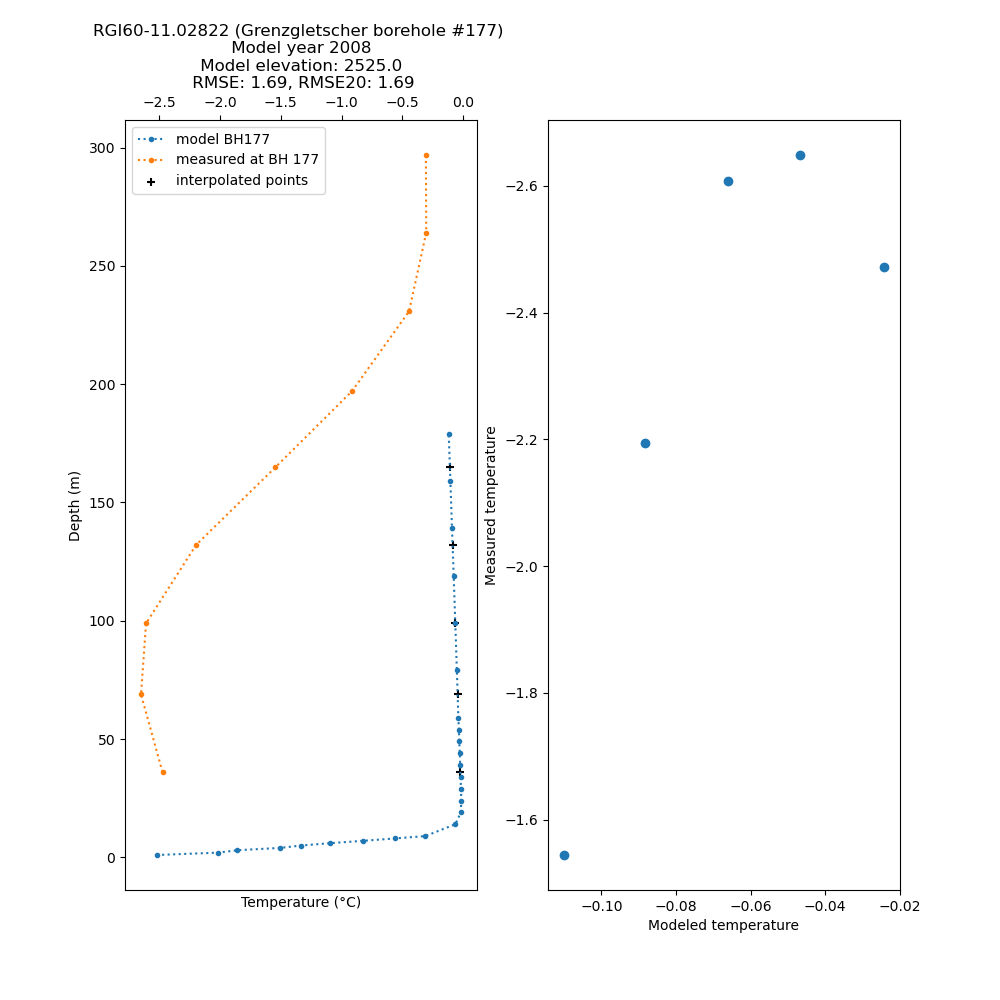 RGI60-11.02822 (Grenzgletscher borehole #177)
Model year 2008
Model elevation: 2525.0
RMSE: 1.69, RMSE20: 1.69
−2.5 −2.0 −1.5 −1.0 −0.5 0.0
model BH177
measured at BH 177
interpolated points
300
250
200
150
100
50
0
Depth (m)
Temperature (°C)
−2.6
−2.4
−2.2
−2.0
−1.8
−1.6
Measured temperature
−0.10 −0.08 −0.06 −0.04 −0.02
Modeled temperature